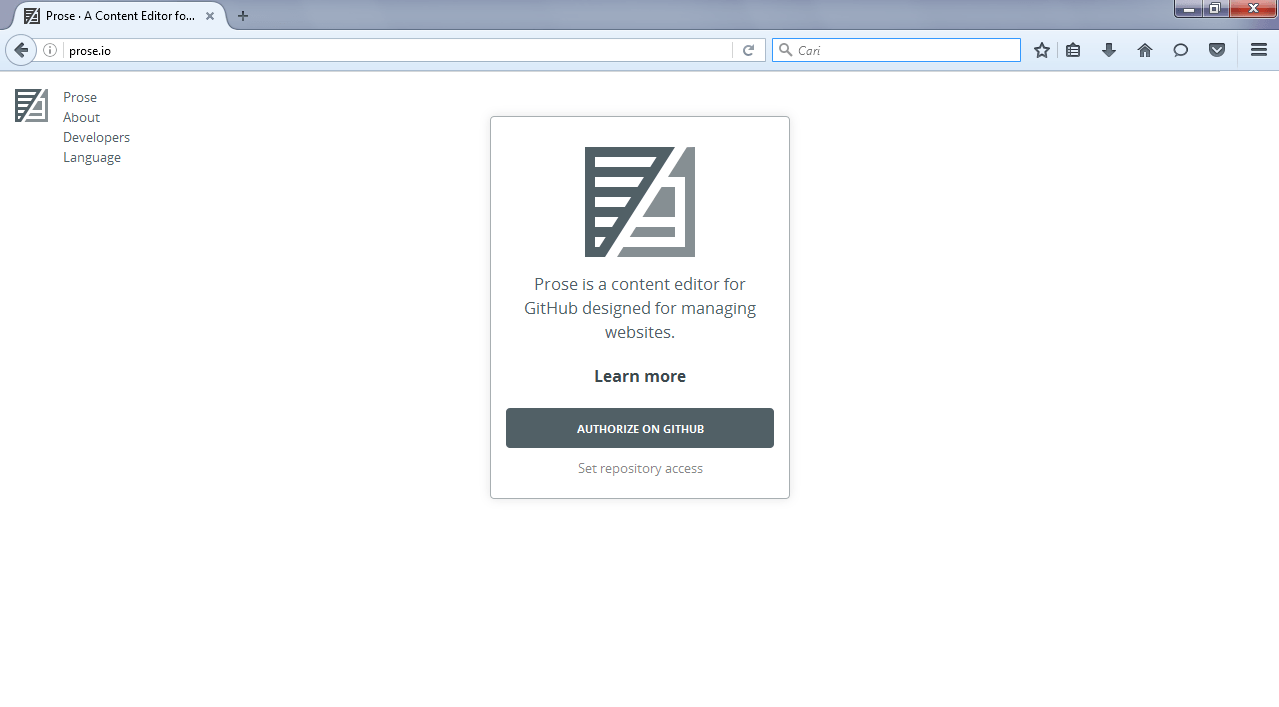 Prose · A Content Editor fo...
prose.io
Cari
Prose
About
Developers
Language
Prose is a content editor for
GitHub designed for managing
websites.
Learn more
AUTHORIZE ON GITHUB
Set repository access